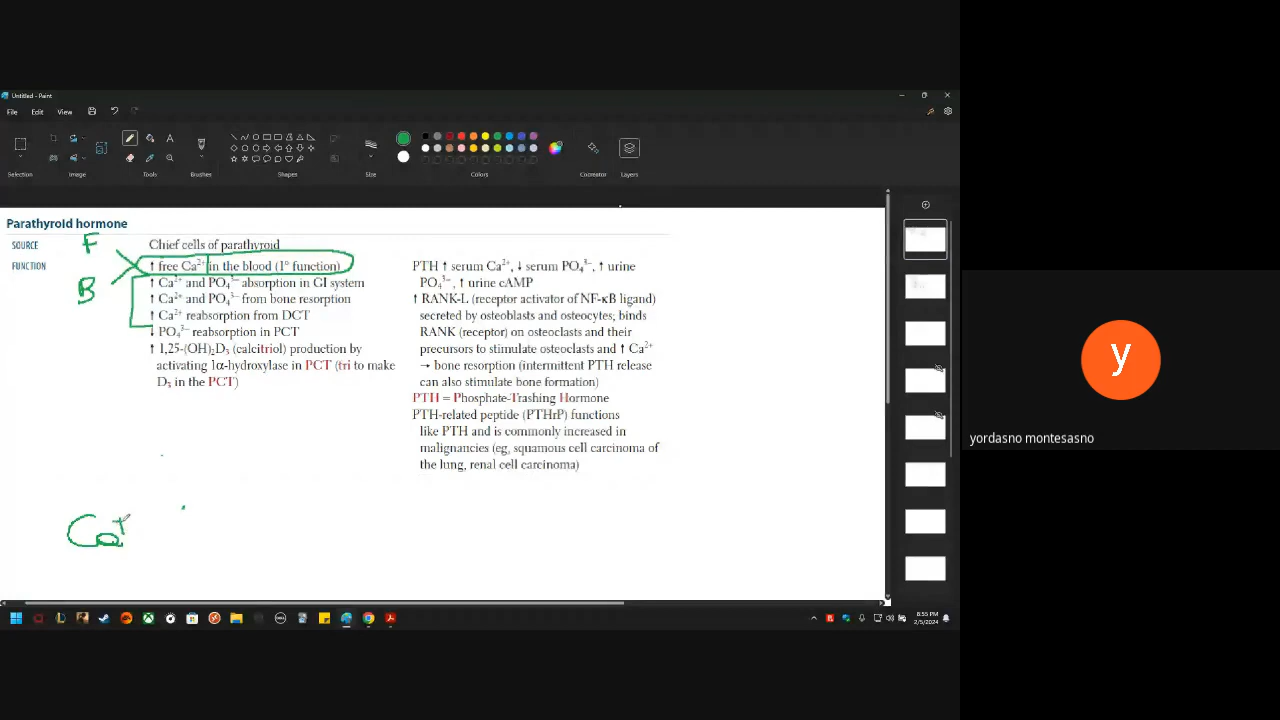 Untitled - Paint
File Edit View
Selection Image Tools Brushes Shapes Size Colors Cocreator Layers
Parathyroid hormone
SOURCE Chief cells of parathyroid
F
FUNCTION
B
↑ free Ca²⁺ in the blood (1° function)
↑ Ca²⁺ and PO₄³⁻ absorption in GI system
↑ Ca²⁺ and PO₄³⁻ from bone resorption
↑ Ca²⁺ reabsorption from DCT
↓ PO₄³⁻ reabsorption in PCT
↑ 1,25-(OH)₂D₃ (calcitriol) production by
activating 1α-hydroxylase in PCT (tri to make
D₃ in the PCT)
PTH ↑ serum Ca²⁺, ↓ serum PO₄³⁻, ↑ urine
PO₄³⁻, ↑ urine cAMP
↑ RANK-L (receptor activator of NF-κB ligand)
secreted by osteoblasts and osteocytes; binds
RANK (receptor) on osteoclasts and their
precursors to stimulate osteoclasts and ↑ Ca²⁺
→ bone resorption (intermittent PTH release
can also stimulate bone formation)
PTH = Phosphate-Trashing Hormone
PTH-related peptide (PTHrP) functions
like PTH and is commonly increased in
malignancies (eg, squamous cell carcinoma of
the lung, renal cell carcinoma)
Ca⁺
y
yordasno montesasno
8:55 PM
2/5/2024